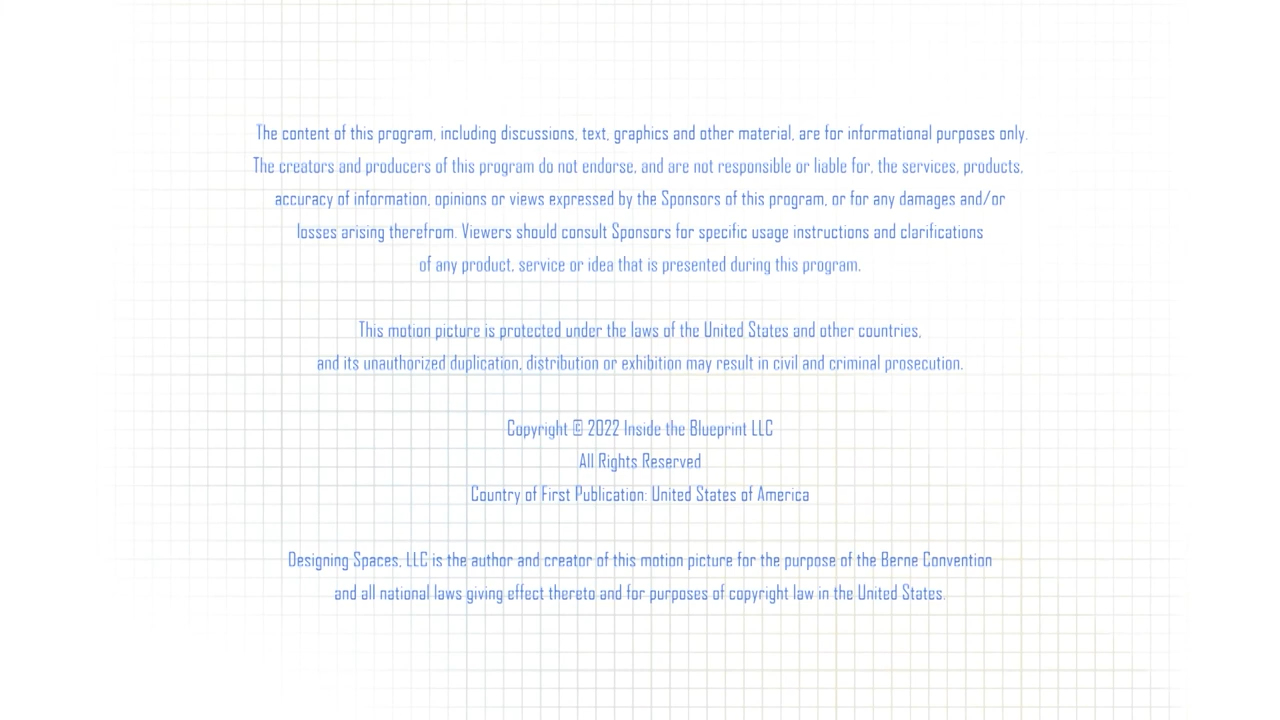 The content of this program, including discussions, text, graphics and other material, are for informational purposes only.
The creators and producers of this program do not endorse, and are not responsible or liable for, the services, products,
accuracy of information, opinions or views expressed by the Sponsors of this program, or for any damages and/or
losses arising therefrom. Viewers should consult Sponsors for specific usage instructions and clarifications
of any product, service or idea that is presented during this program.
This motion picture is protected under the laws of the United States and other countries,
and its unauthorized duplication, distribution or exhibition may result in civil and criminal prosecution.
Copyright © 2022 Inside the Blueprint LLC
All Rights Reserved
Country of First Publication: United States of America
Designing Spaces, LLC is the author and creator of this motion picture for the purpose of the Berne Convention
and all national laws giving effect thereto and for purposes of copyright law in the United States.